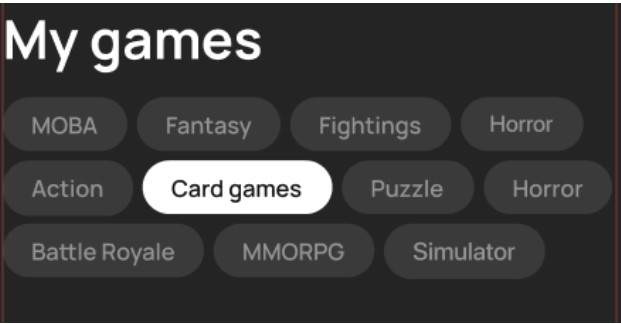 My games
MOBA Fantasy Fightings Horror
Action Card games Puzzle Horror
Battle Royale MMORPG Simulator